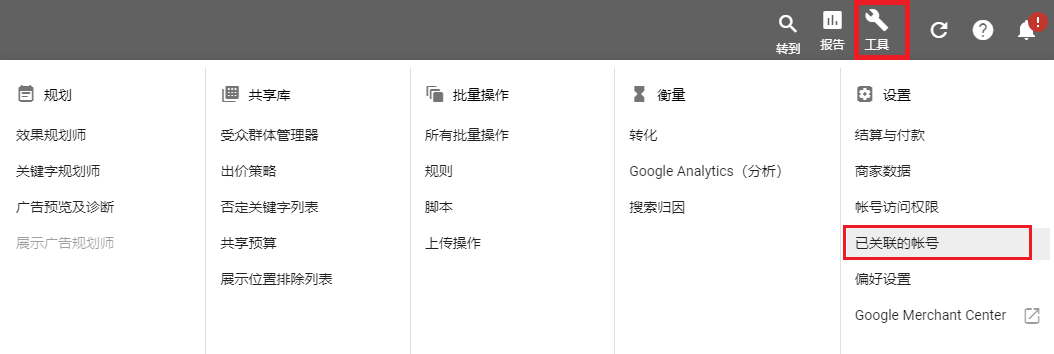 转到
报告
工具
!
规划
效果规划师
关键字规划师
广告预览及诊断
展示广告规划师
共享库
受众群体管理器
出价策略
否定关键字列表
共享预算
展示位置排除列表
批量操作
所有批量操作
规则
脚本
上传操作
衡量
转化
Google Analytics（分析）
搜索归因
设置
结算与付款
商家数据
帐号访问权限
已关联的帐号
偏好设置
Google Merchant Center